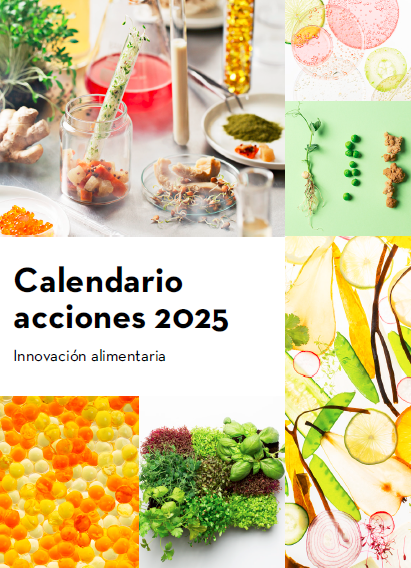 Calendario
acciones 2025
Innovación alimentaria